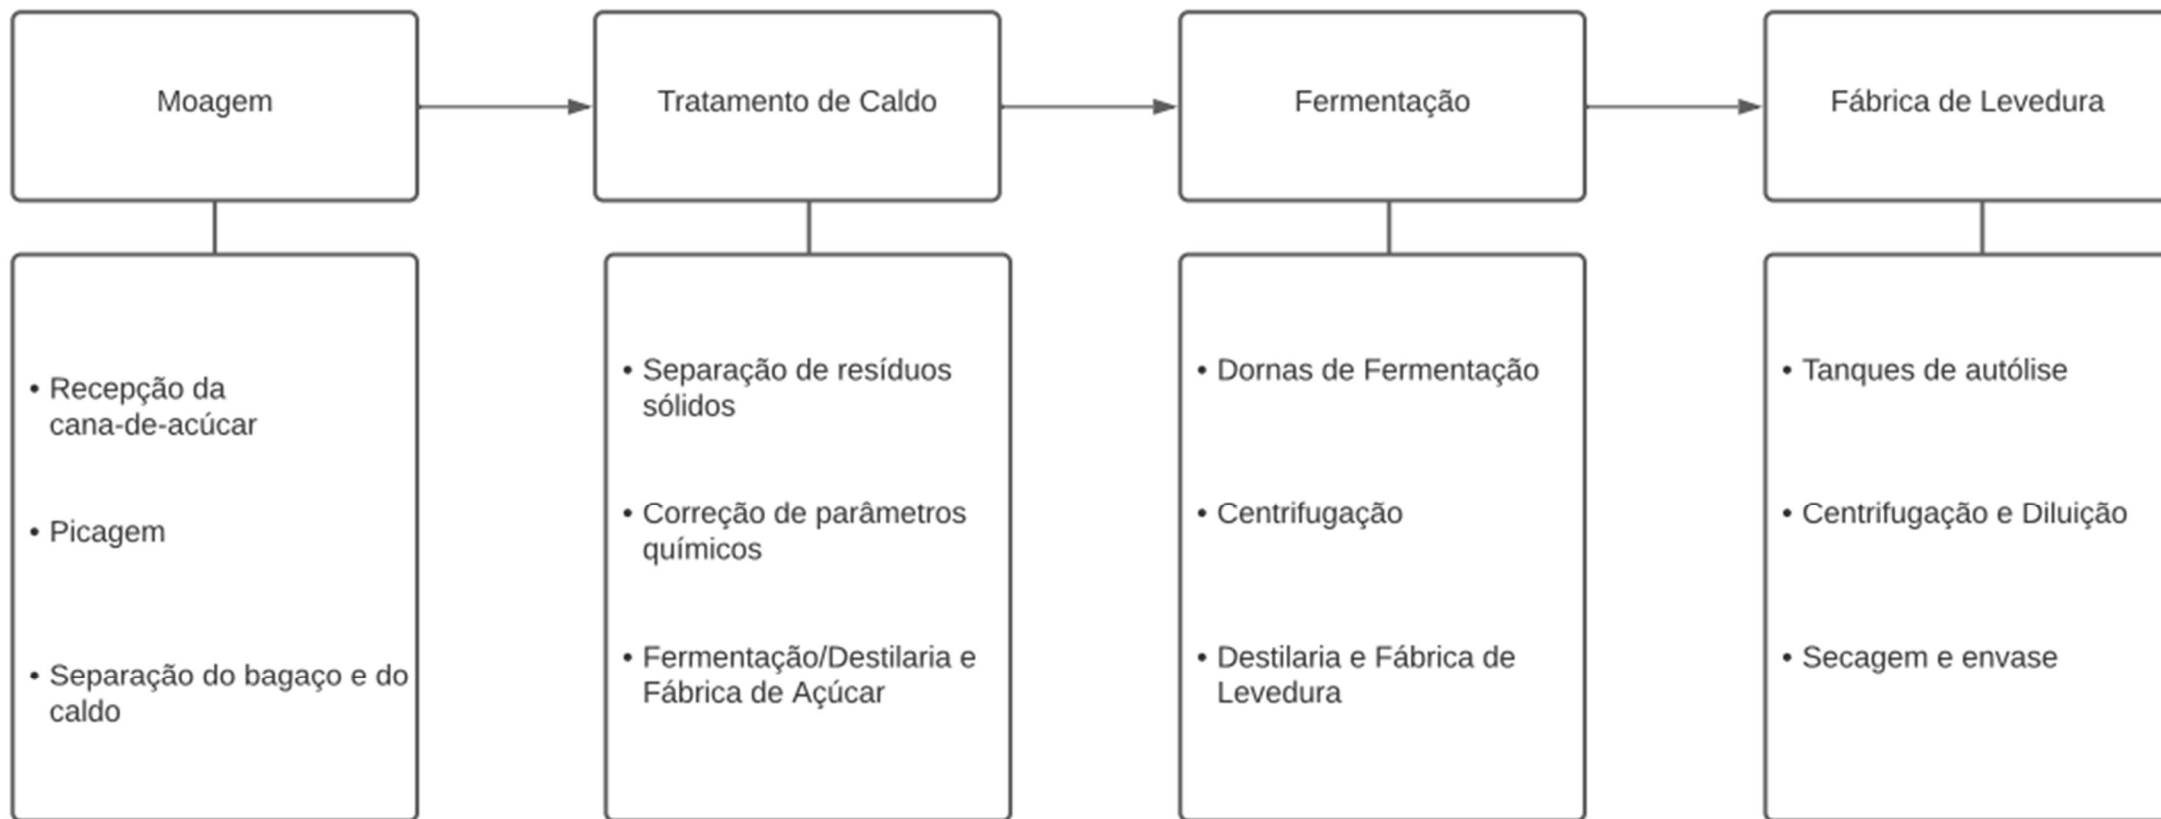 Moagem
Tratamento de Caldo
Fermentação
Fábrica de Levedura
• Recepção da
cana-de-acúcar
• Picagem
• Separação do bagaço e do
caldo
• Separação de resíduos
sólidos
• Correção de parâmetros
químicos
• Fermentação/Destilaria e
Fábrica de Açúcar
• Dornas de Fermentação
• Centrifugação
• Destilaria e Fábrica de
Levedura
• Tanques de autólise
• Centrifugação e Diluição
• Secagem e envase